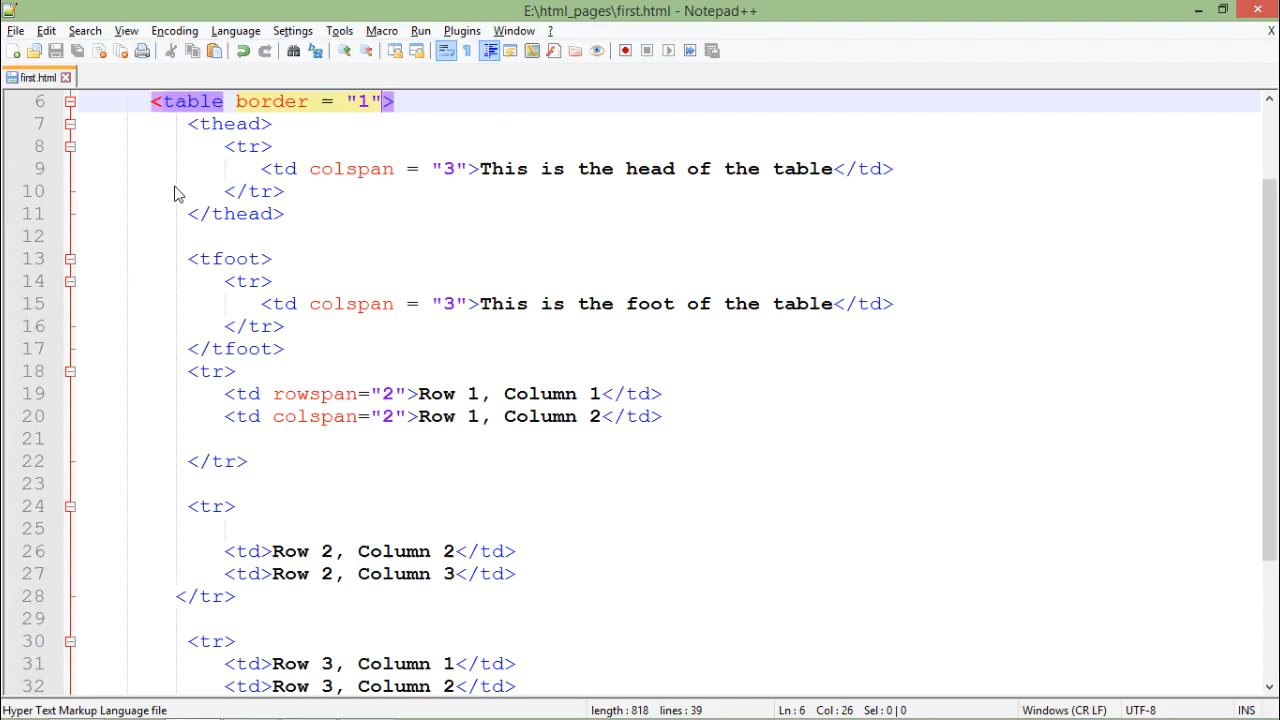 E:\html_pages\first.html - Notepad++
File Edit Search View Encoding Language Settings Tools Macro Run Plugins Window ? X
first.html
6 <table border = "1">
7 <thead>
8 <tr>
9 <td colspan = "3">This is the head of the table</td>
10 </tr>
11 </thead>
12
13 <tfoot>
14 <tr>
15 <td colspan = "3">This is the foot of the table</td>
16 </tr>
17 </tfoot>
18 <tr>
19 <td rowspan="2">Row 1, Column 1</td>
20 <td colspan="2">Row 1, Column 2</td>
21
22 </tr>
23
24 <tr>
25
26 <td>Row 2, Column 2</td>
27 <td>Row 2, Column 3</td>
28 </tr>
29
30 <tr>
31 <td>Row 3, Column 1</td>
32 <td>Row 3, Column 2</td>
Hyper Text Markup Language file length : 818 lines : 39 Ln : 6 Col : 26 Sel : 0 | 0 Windows (CR LF) UTF-8 INS